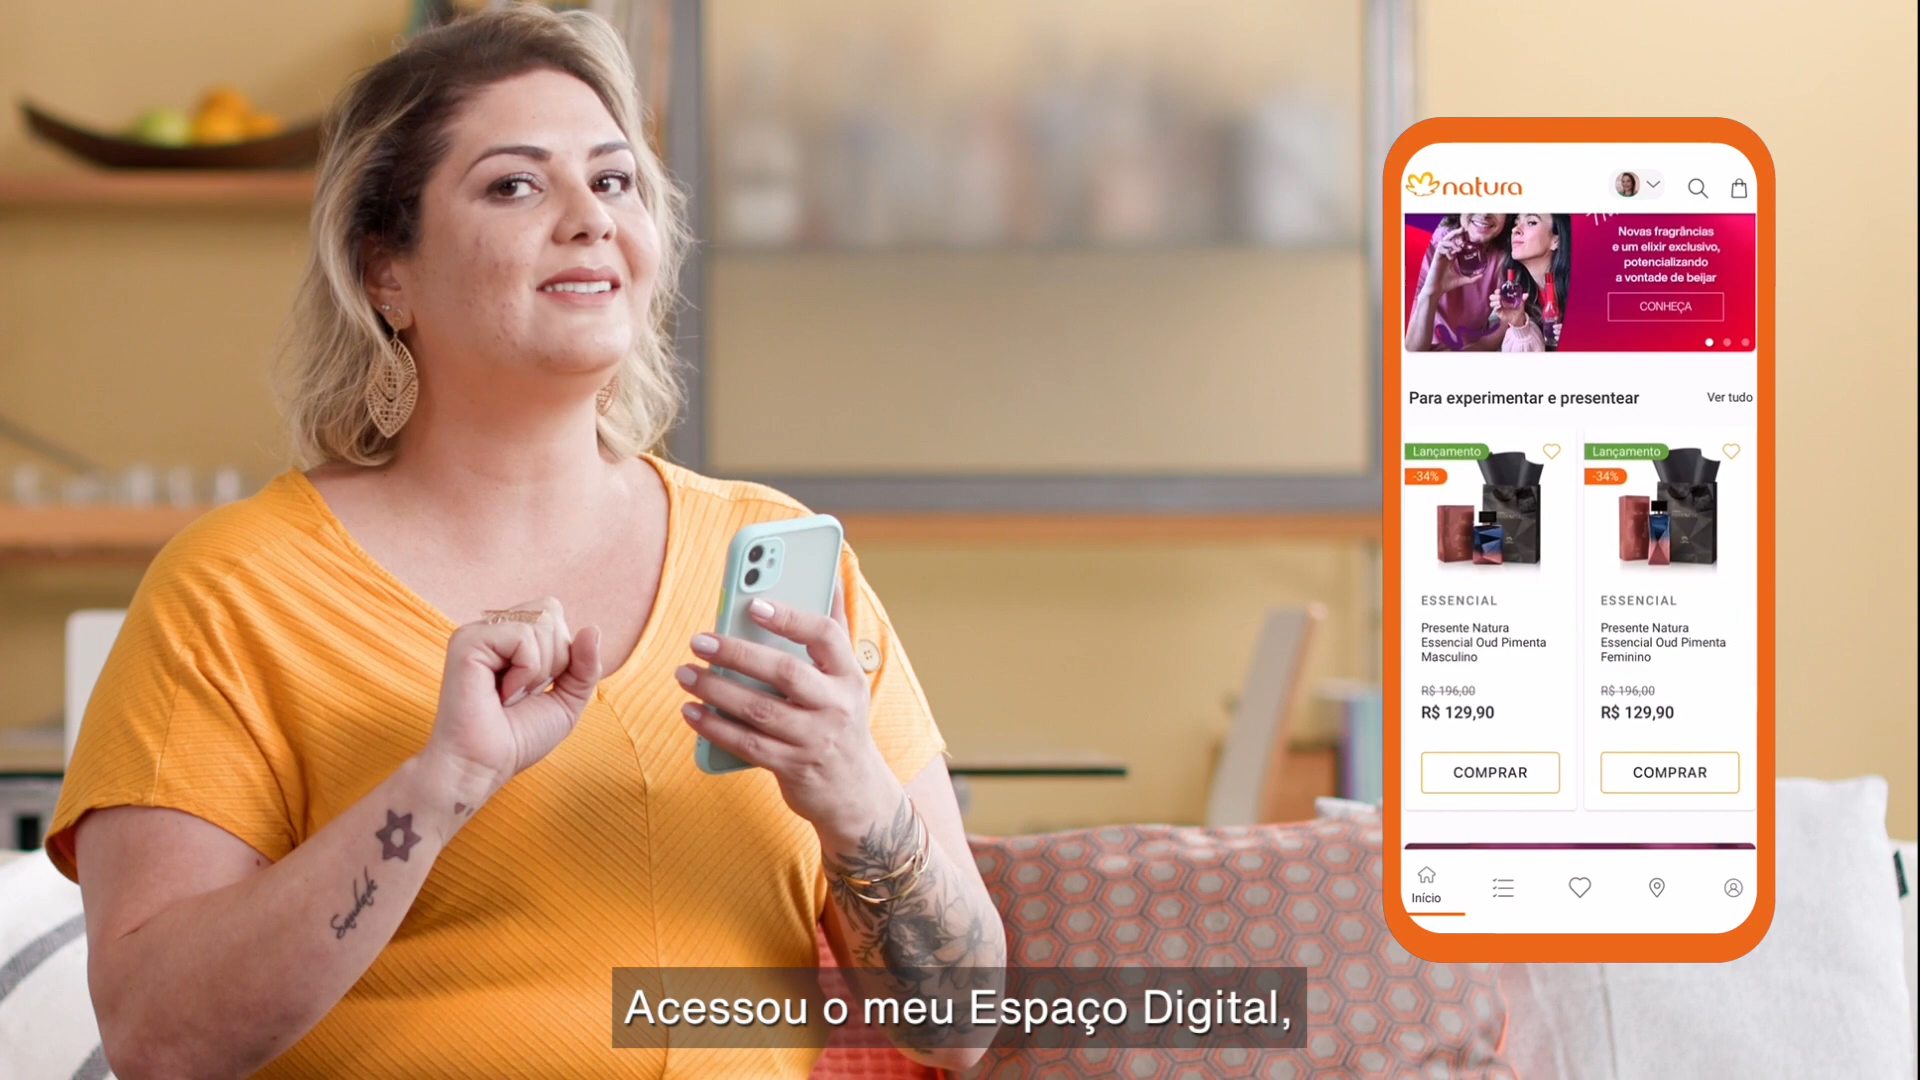 natura
Novas fragrâncias
e um elixir exclusivo,
potencializando
a vontade de beijar
CONHEÇA
Para experimentar e presentear
Ver tudo
Lançamento
-34%
ESSENCIAL
Presente Natura
Essencial Oud Pimenta
Masculino
R$ 196,00
R$ 129,90
COMPRAR
Lançamento
-34%
ESSENCIAL
Presente Natura
Essencial Oud Pimenta
Feminino
R$ 196,00
R$ 129,90
COMPRAR
Início
Saudade
Acessou o meu Espaço Digital,